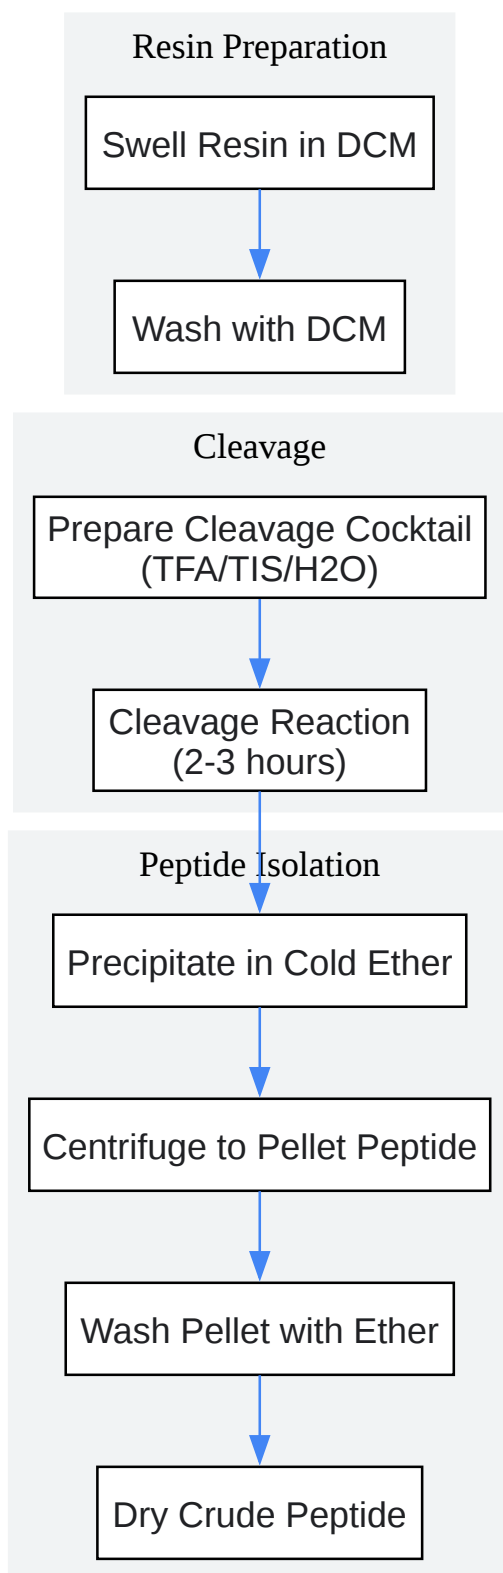 Resin Preparation
Swell Resin in DCM
Wash with DCM
Cleavage
Prepare Cleavage Cocktail
(TFA/TIS/H2O)
Cleavage Reaction
(2-3 hours)
Peptide Isolation
Precipitate in Cold Ether
Centrifuge to Pellet Peptide
Wash Pellet with Ether
Dry Crude Peptide